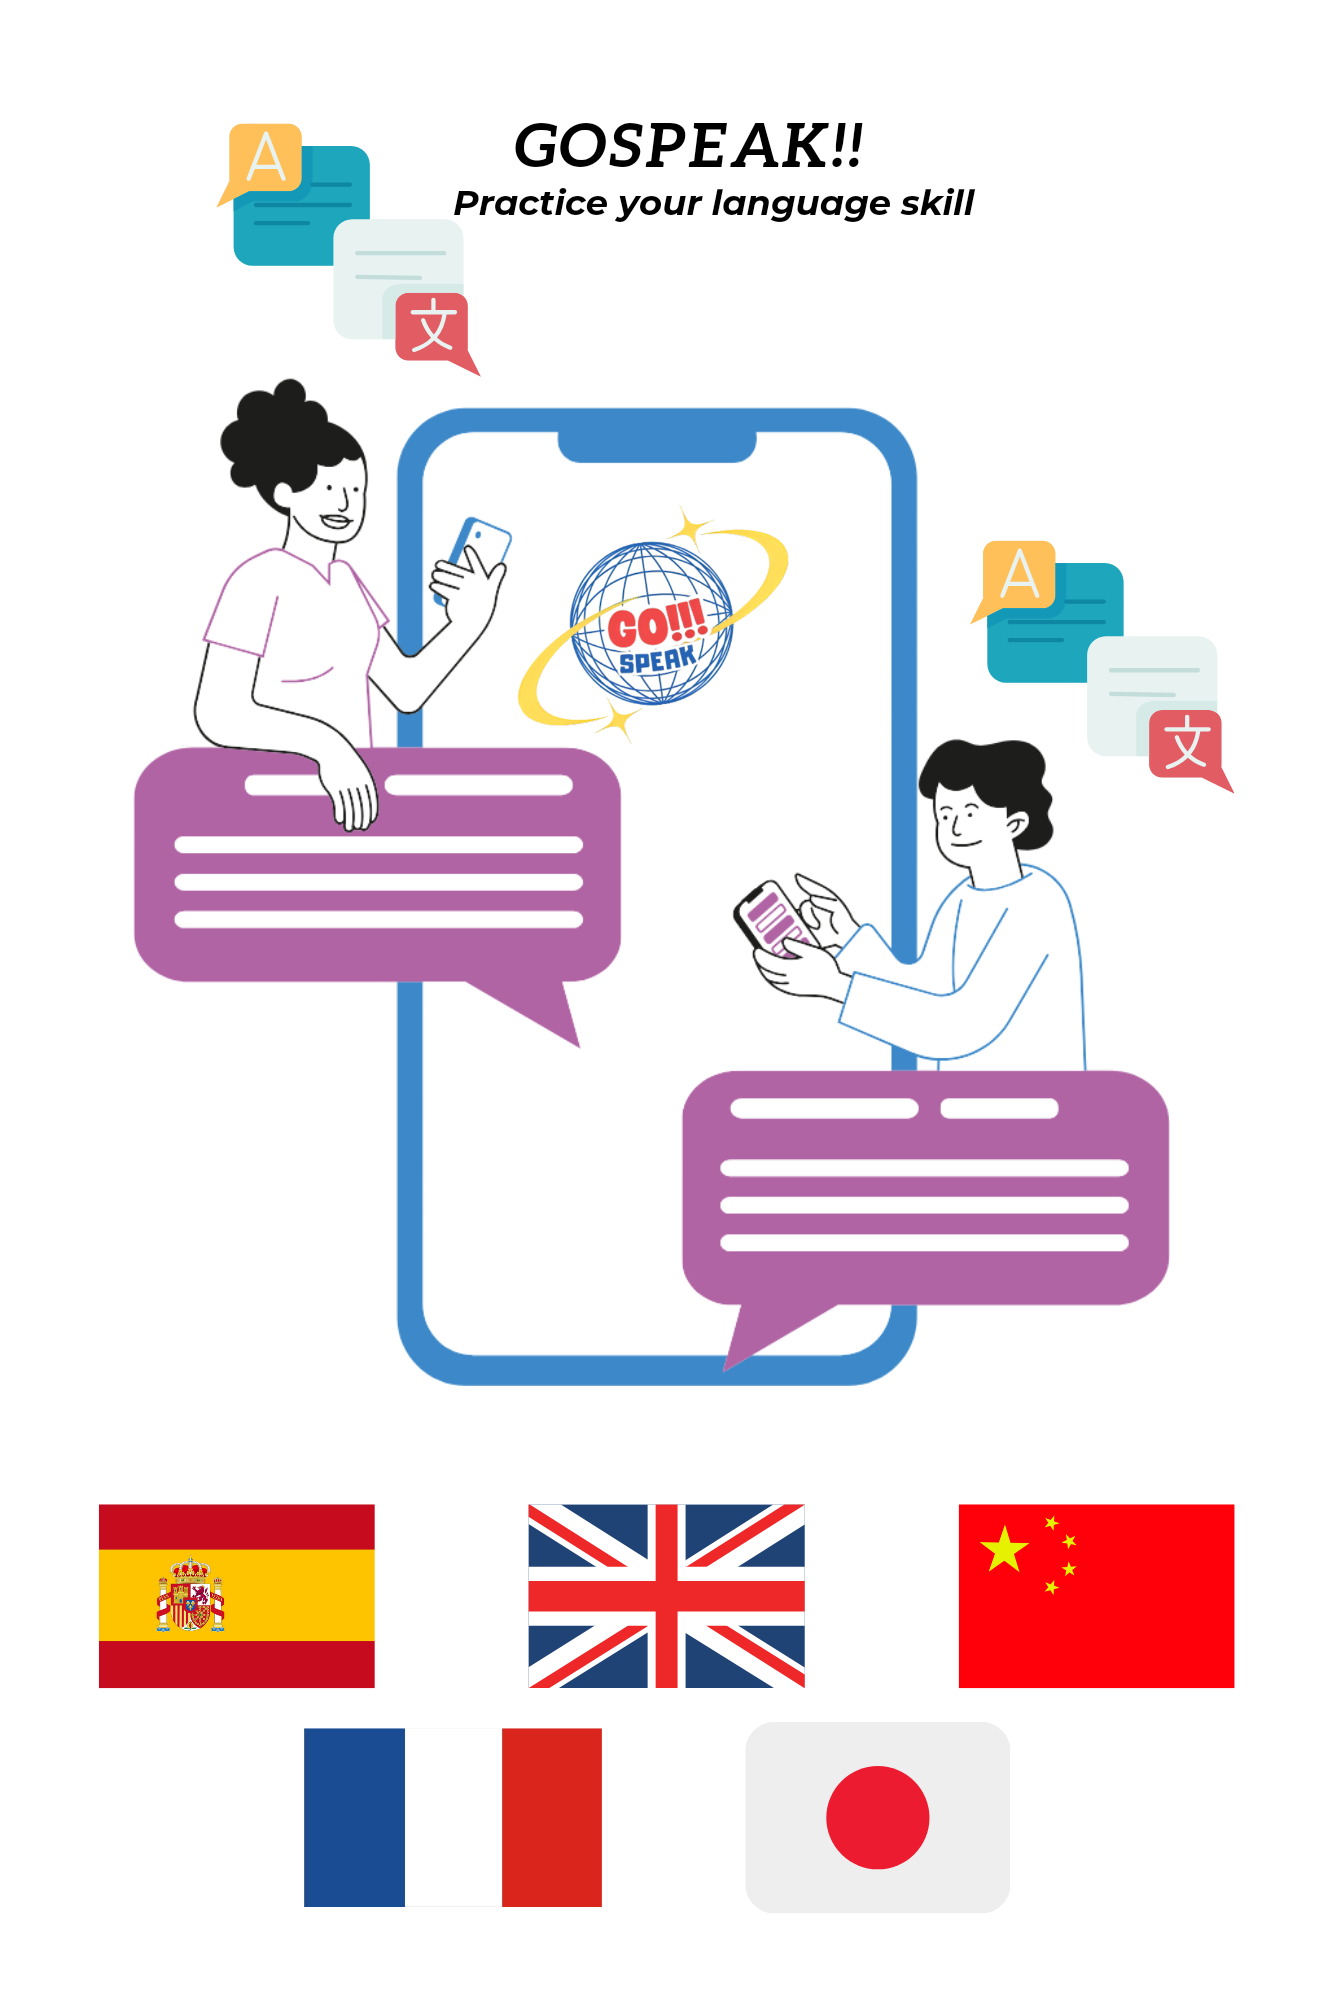 GOSPEAK!!
Practice your language skill
A
文
GO!!!
SPEAK
A
文